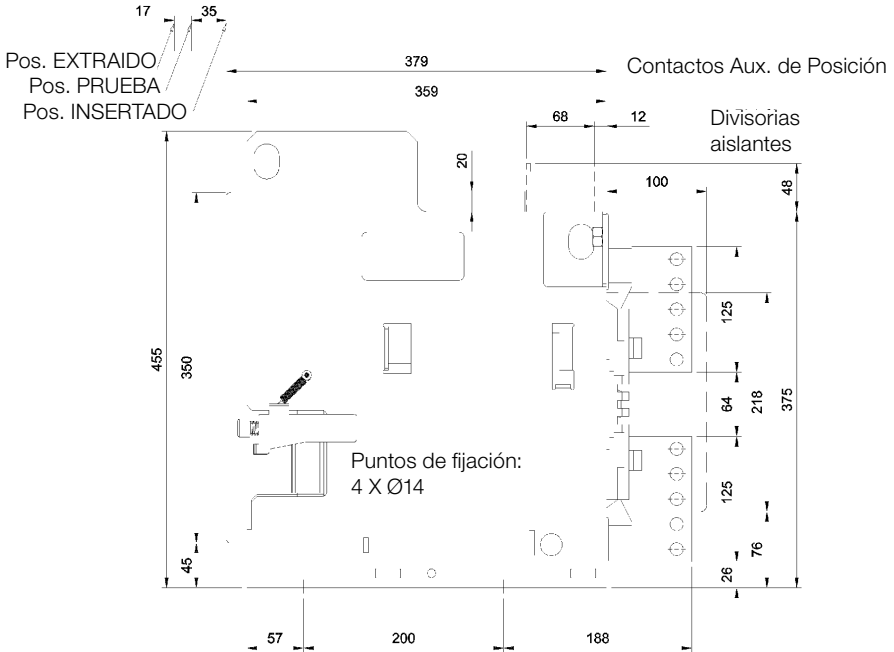 17
35
Pos. EXTRAIDO
Pos. PRUEBA
Pos. INSERTADO
379
359
Contactos Aux. de Posición
68
12
Divisorias
aislantes
20
100
48
455
350
125
64
218
375
Puntos de fijación:
4 X Ø14
125
45
76
26
57
200
188